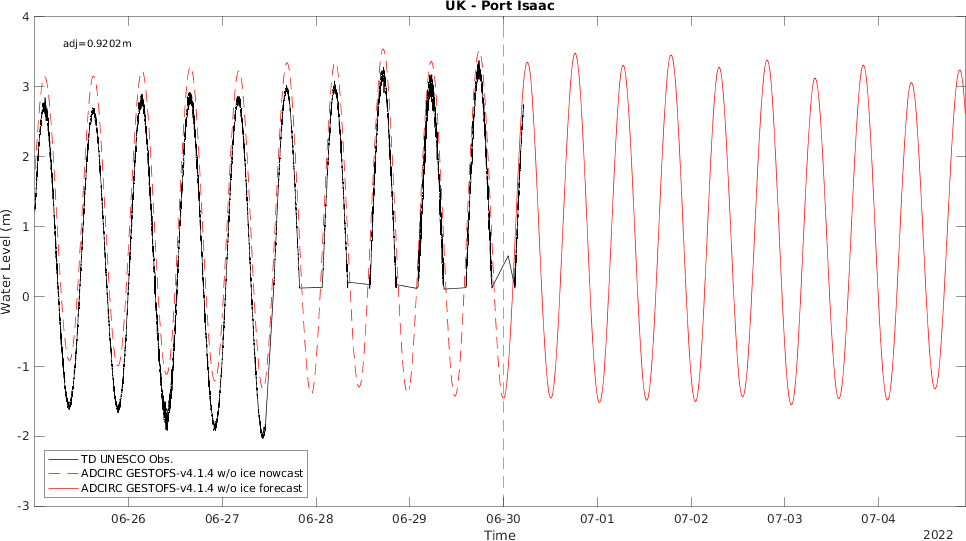 UK - Port Isaac
adj=0.9202m
Water Level (m)
4
3
2
1
0
-1
-2
-3
TD UNESCO Obs.
ADCIRC GESTOFS-v4.1.4 w/o ice nowcast
ADCIRC GESTOFS-v4.1.4 w/o ice forecast
06-26 06-27 06-28 06-29 06-30 07-01 07-02 07-03 07-04
Time
2022